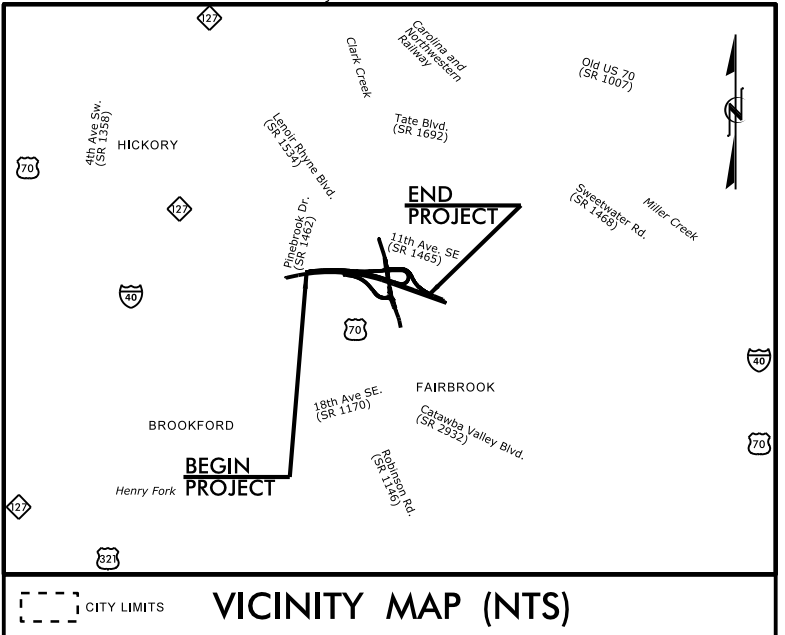 127
Carolina and
Northwestern
Railway
Clark Creek
Old US 70
(SR 1007)
4th Ave Sw.
(SR 1358)
HICKORY
70
Lenoir Rhyne Blvd.
(SR 1534)
Tate Blvd.
(SR 1692)
N
127
END
PROJECT
Sweetwater Rd.
(SR 1468)
Miller Creek
Pinebrook Dr.
(SR 1462)
11th Ave. SE
(SR 1465)
40
70
40
18th Ave SE.
(SR 1170)
FAIRBROOK
Catawba Valley Blvd.
(SR 2932)
BROOKFORD
70
BEGIN
PROJECT
Henry Fork
Robinson Rd.
(SR 1146)
127
321
CITY LIMITS
VICINITY MAP (NTS)